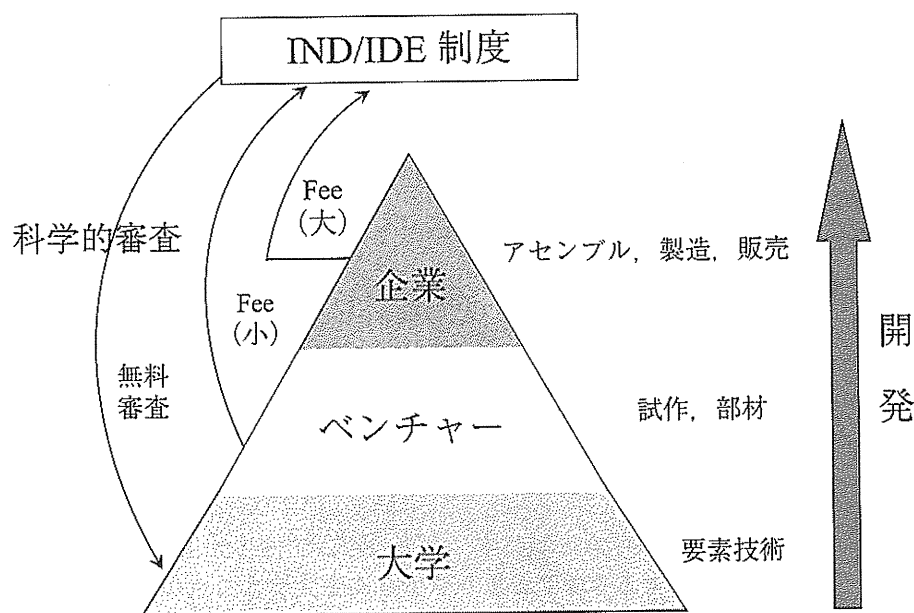 IND/IDE 制度
科学的審査
Fee
(大)
Fee
(小)
無料
審査
企業
ベンチャー
大学
アセンブル，製造，販売
試作，部材
要素技術
開
発